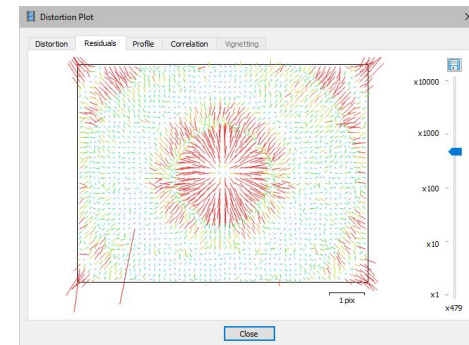 Distortion Plot
Distortion Residuals Profile Correlation Vignetting
x10000
x1000
x100
x10
x1
x479
1 pix
Close